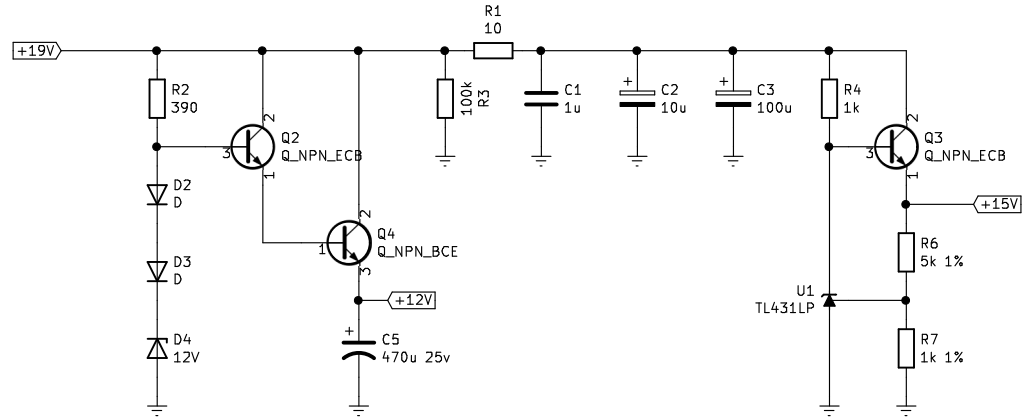 R1
10
+19V
R2
390
100k
R3
C1
1u
+
C2
10u
+
C3
100u
R4
1k
2
Q2
Q_NPN_ECB
3
1
2
Q3
Q_NPN_ECB
3
1
D2
D
+15V
2
Q4
Q_NPN_BCE
1
3
R6
5k 1%
D3
D
+12V
U1
TL431LP
D4
12V
+
C5
470u 25v
R7
1k 1%